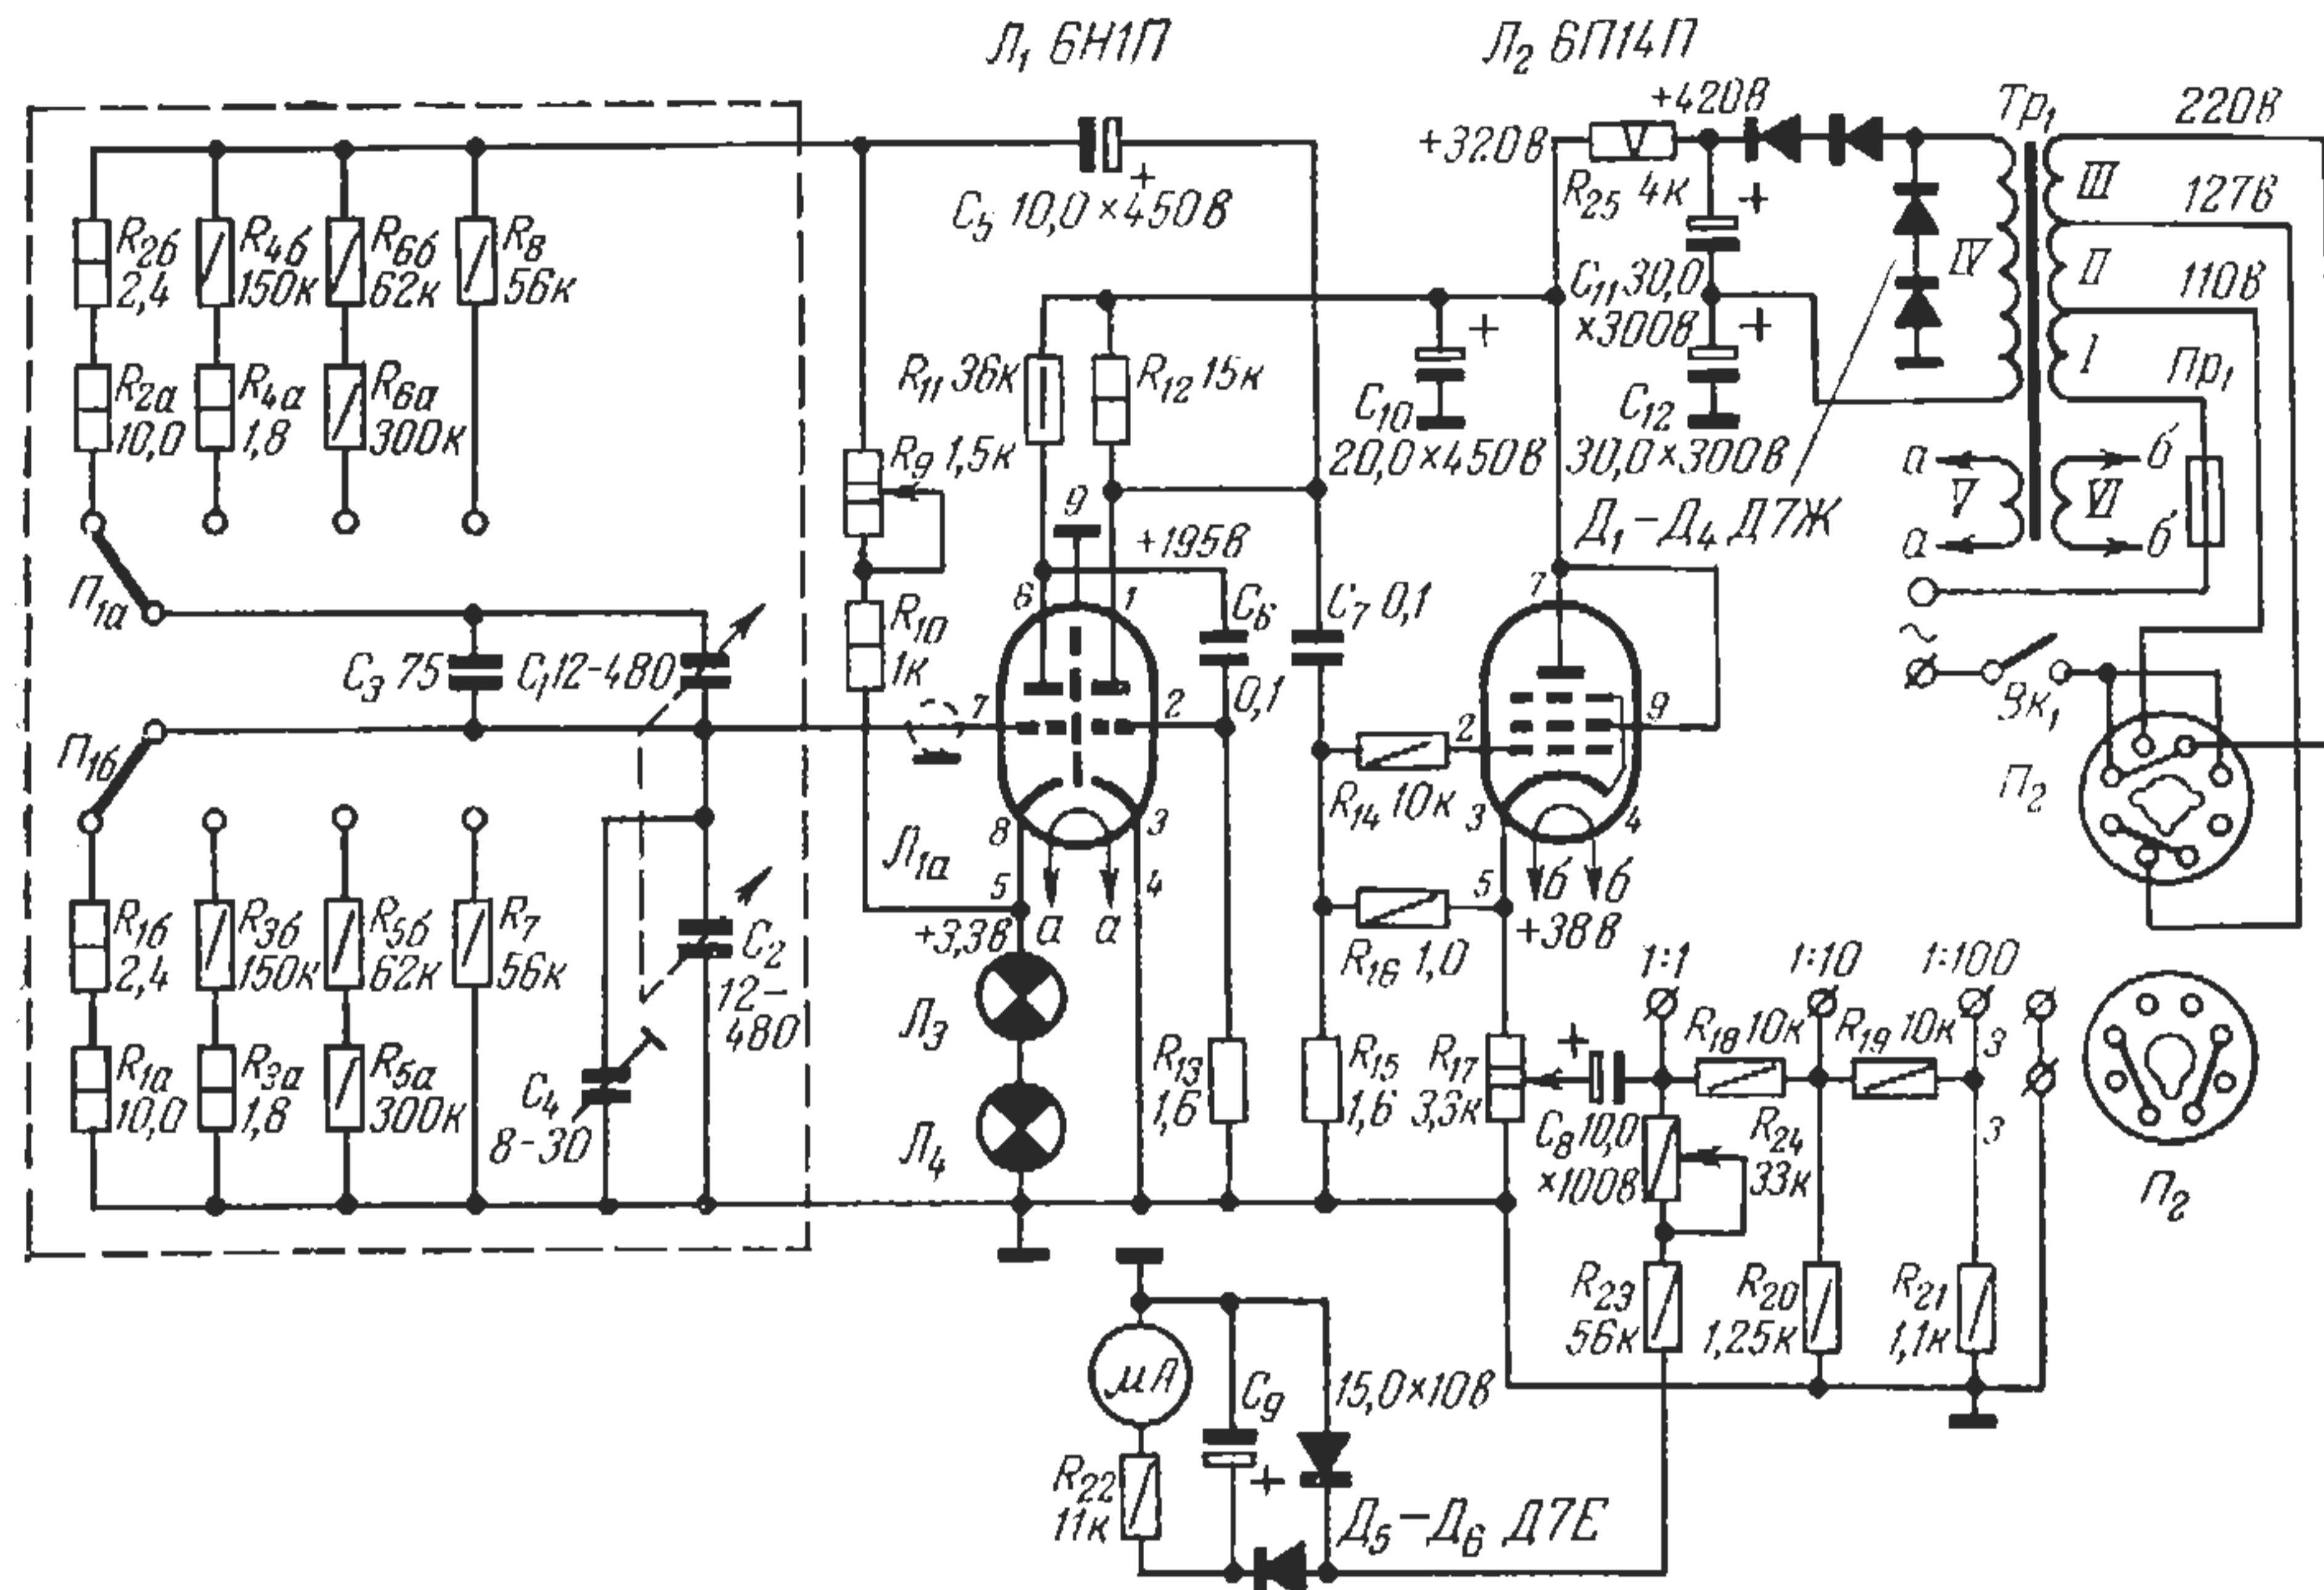 Л₁ 6Н1П
Л₂ 6П14П
+420В
Тр₁
220В
+320В
R₂₅ 4к
III
127В
C₅ 10,0×450В
+
IV
II
110В
C₁₁ 30,0
×300В
+
+
I
Пр₁
R₂б
2,4
R₄б
150к
R₆б
62к
R₈
56к
R₂а
10,0
R₄а
1,8
R₆а
300к
R₉ 1,5к
R₁₁ 36к
R₁₂ 15к
C₁₀
20,0×450В
+
C₁₂
30,0×300В
а
а
V
VI
б
б
Д₁-Д₄ Д7Ж
+195В
9
6
1
7
П₁а
R₁₀
1к
C₆
0,1
C₇ 0,1
~
Вк₁
C₃ 75
C₁ 12-480
7
2
2
9
П₁б
R₁₄ 10к
П₂
8
3
3
4
Л₁а
5
4
а
а
+3,3В
5
б
б
+38В
R₁₆ 1,0
1:1
1:10
1:100
R₁б
2,4
R₃б
150к
R₅б
62к
R₇
56к
C₂
12-
480
Л₃
R₁₈ 10к
R₁₉ 10к
3
3
R₁а
10,0
R₃а
1,8
R₅а
300к
C₄
8-30
Л₄
R₁₃
1,6
R₁₅
1,6
R₁₇
3,3к
+
C₈ 10,0
×100В
R₂₄
33к
П₂
R₂₃
56к
R₂₀
1,25к
R₂₁
1,1к
μА
C₉
15,0×10В
+
R₂₂
11к
Д₅-Д₆ Д7Е